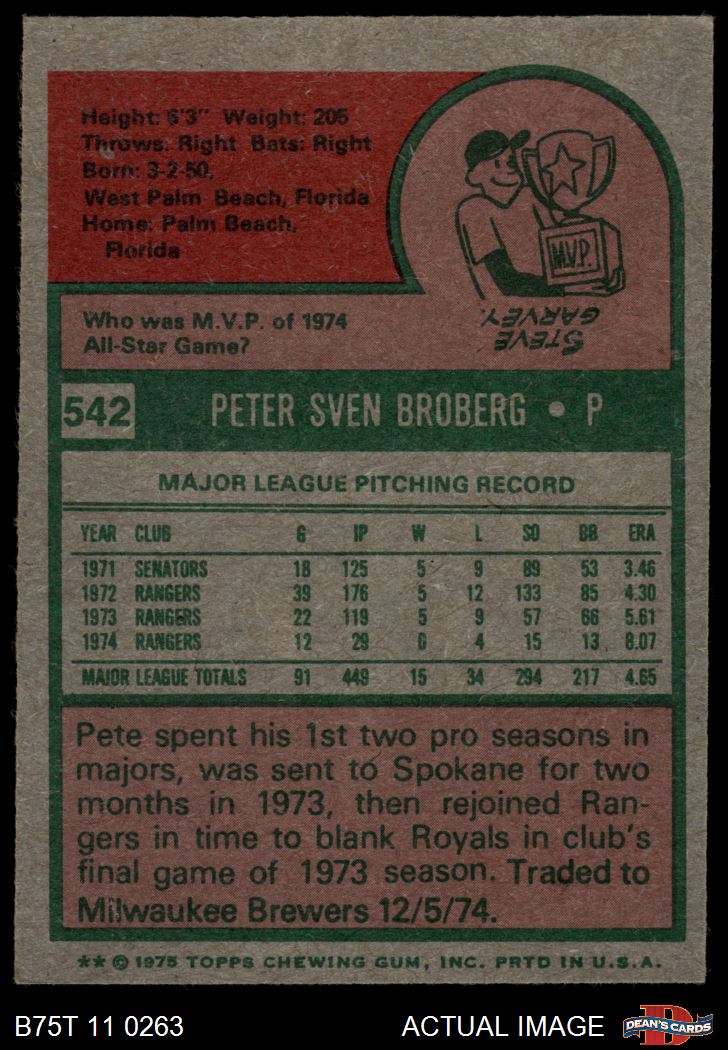 Height: 6'3" Weight: 205
Throws: Right Bats: Right
Born: 3-2-50,
West Palm Beach, Florida
Home: Palm Beach,
Florida
M.V.P.
STEVE
GARVEY.
Who was M.V.P. of 1974
All-Star Game?
542 PETER SVEN BROBERG • P
MAJOR LEAGUE PITCHING RECORD
YEAR CLUB G IP W L SO BB ERA
1971 SENATORS 18 125 5 9 89 53 3.46
1972 RANGERS 39 176 5 12 133 85 4.30
1973 RANGERS 22 119 5 9 57 66 5.61
1974 RANGERS 12 29 0 4 15 13 8.07
MAJOR LEAGUE TOTALS 91 449 15 34 294 217 4.65
Pete spent his 1st two pro seasons in
majors, was sent to Spokane for two
months in 1973, then rejoined Ran-
gers in time to blank Royals in club's
final game of 1973 season. Traded to
Milwaukee Brewers 12/5/74.
** © 1975 TOPPS CHEWING GUM, INC. PRTD IN U.S.A.
B75T 11 0263 ACTUAL IMAGE
D
DEAN'S CARDS